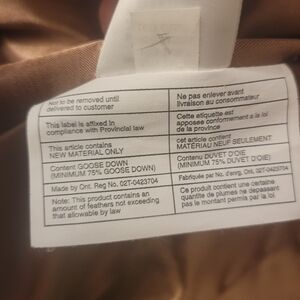 Not to be removed until
delivered to customer
Ne pas enlever avant
livraison au consommateur
This label is affixed in
compliance with Provincial law
Cette étiquette est
apposée conformément à la loi
de la province
This article contains
NEW MATERIAL ONLY
cet article contient
MATÉRIAU NEUF SEULEMENT
Content GOOSE DOWN
(MINIMUM 75% GOOSE DOWN)
Contenu DUVET D'OIE
(MINIMUM 75% DUVET D'OIE)
Made by Ont. Reg No. 02T-0423704
Fabriquée par No. d'enrg. Ont. 02T-0423704
Note: This product contains an
amount of feathers not exceeding
that allowable by law
Ce produit contient une certaine
quantité de plumes ne dépassant
pas le montant permis par la loi.